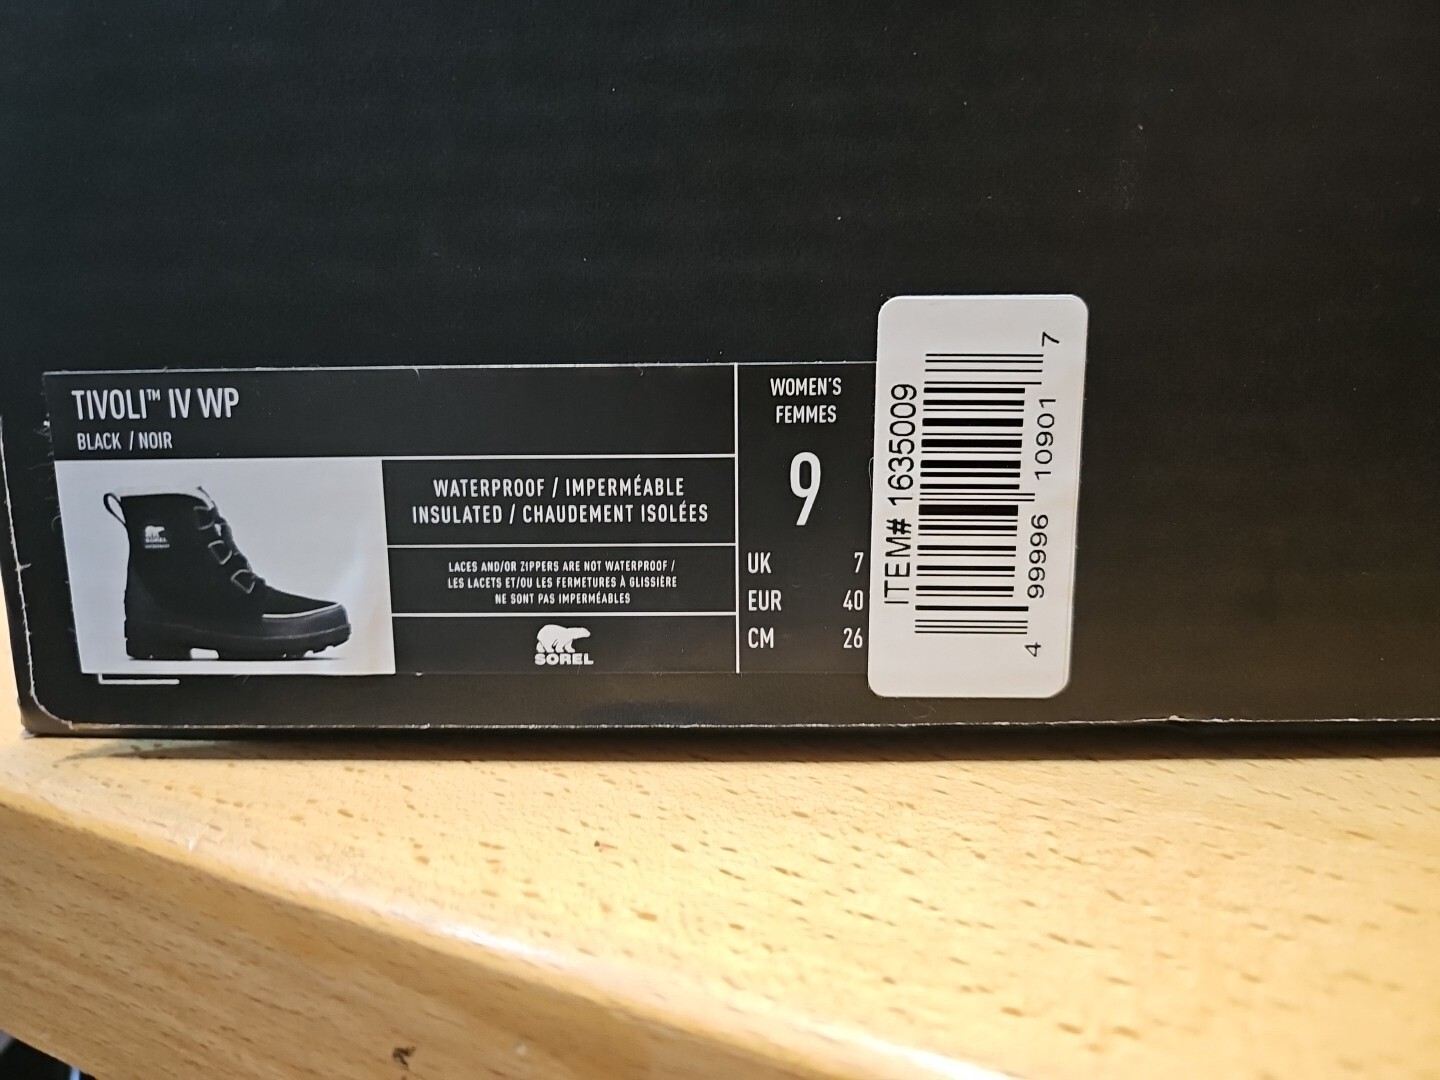 TIVOLI™ IV WP
BLACK / NOIR
SOREL
WATERPROOF / IMPERMÉABLE
INSULATED / CHAUDEMENT ISOLÉES
LACES AND/OR ZIPPERS ARE NOT WATERPROOF /
LES LACETS ET/OU LES FERMETURES À GLISSIÈRE
NE SONT PAS IMPERMÉABLES
SOREL
WOMEN'S
FEMMES
9
UK 7
EUR 40
CM 26
ITEM# 1635009
4 99996 10901 7